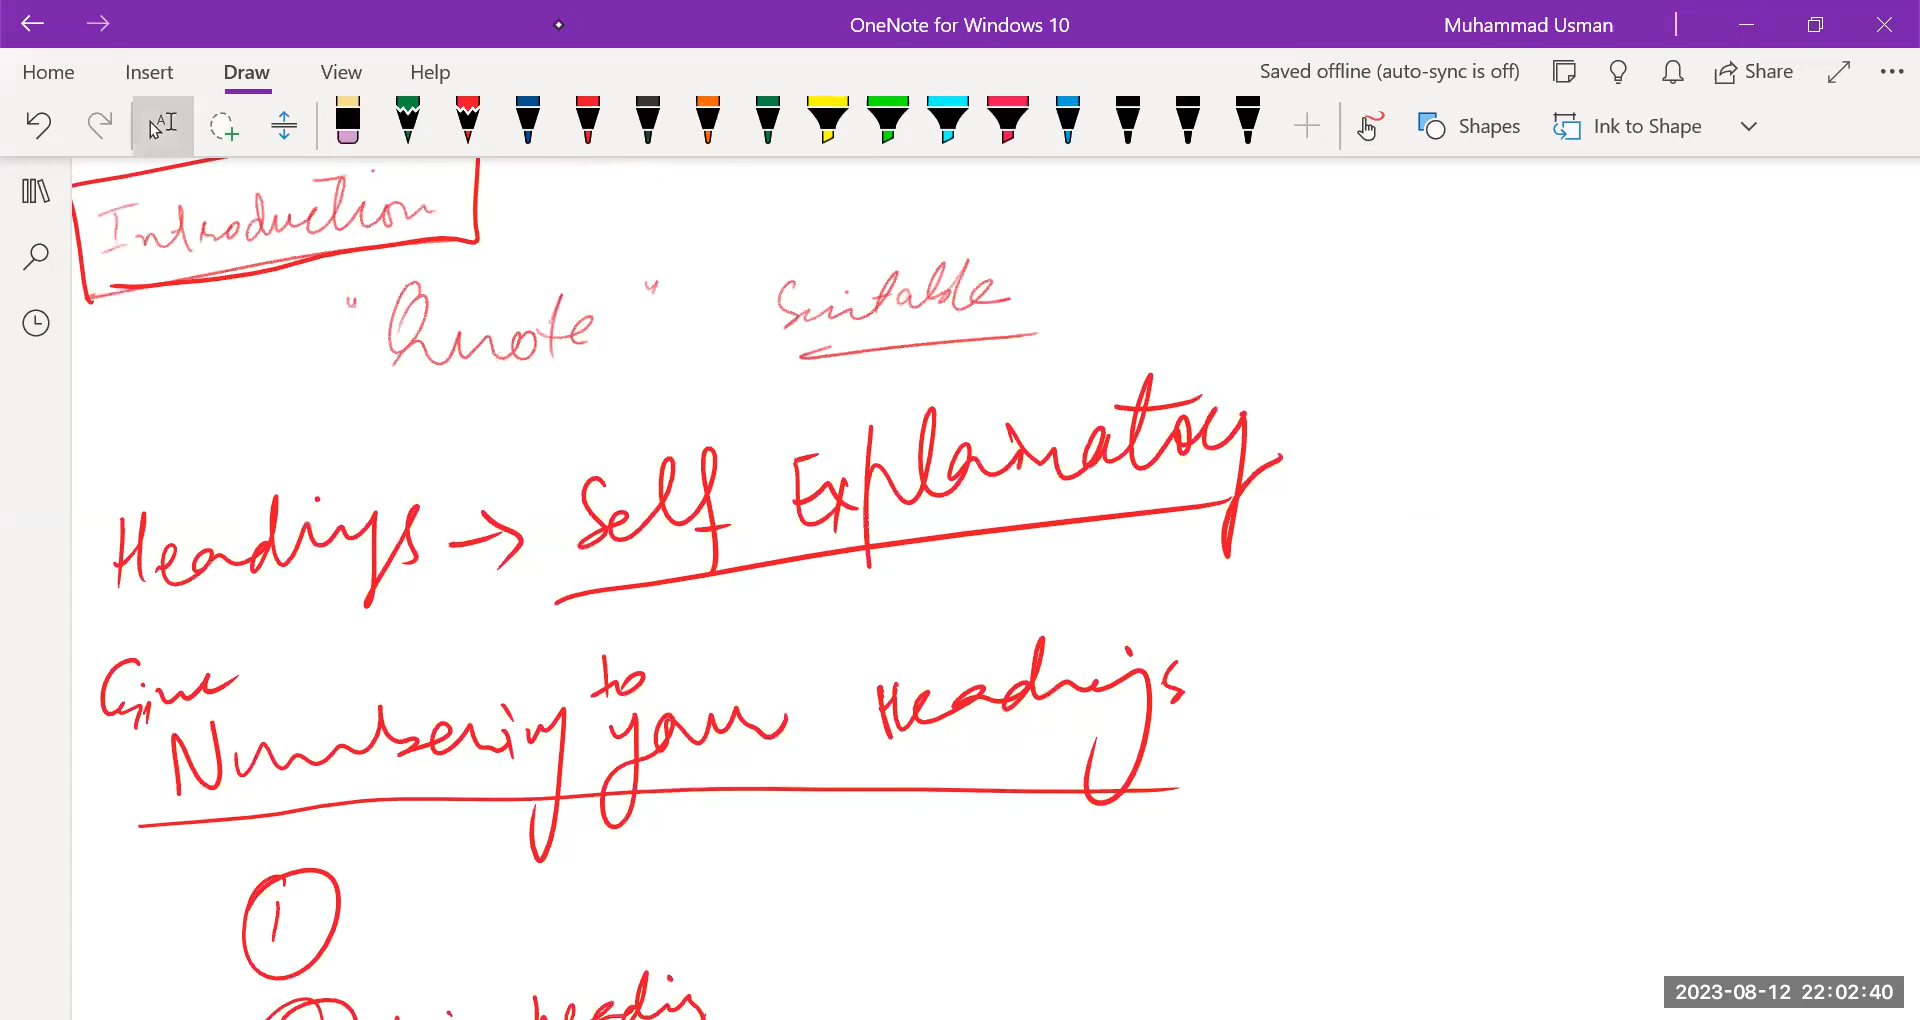 OneNote for Windows 10
Muhammad Usman
Home Insert Draw View Help
Saved offline (auto-sync is off)
Share
Shapes
Ink to Shape
Introduction
" Quote " Suitable
Headings → Self Explainatory
Give
Numbering to your Headings
1
heading
2023-08-12 22:02:40